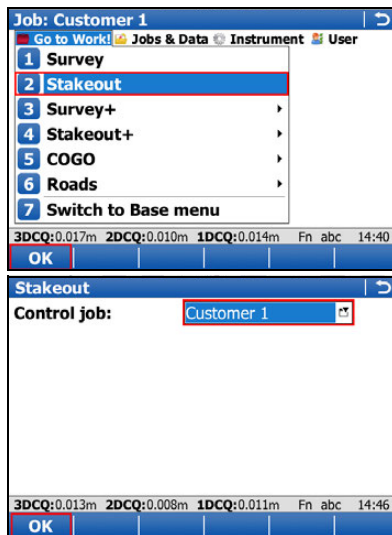 Job: Customer 1
Go to Work! Jobs & Data Instrument User
1 Survey
2 Stakeout
3 Survey+
4 Stakeout+
5 COGO
6 Roads
7 Switch to Base menu
3DCQ:0.017m 2DCQ:0.010m 1DCQ:0.014m Fn abc 14:40
OK
Stakeout
Control job: Customer 1
3DCQ:0.013m 2DCQ:0.008m 1DCQ:0.011m Fn abc 14:46
OK